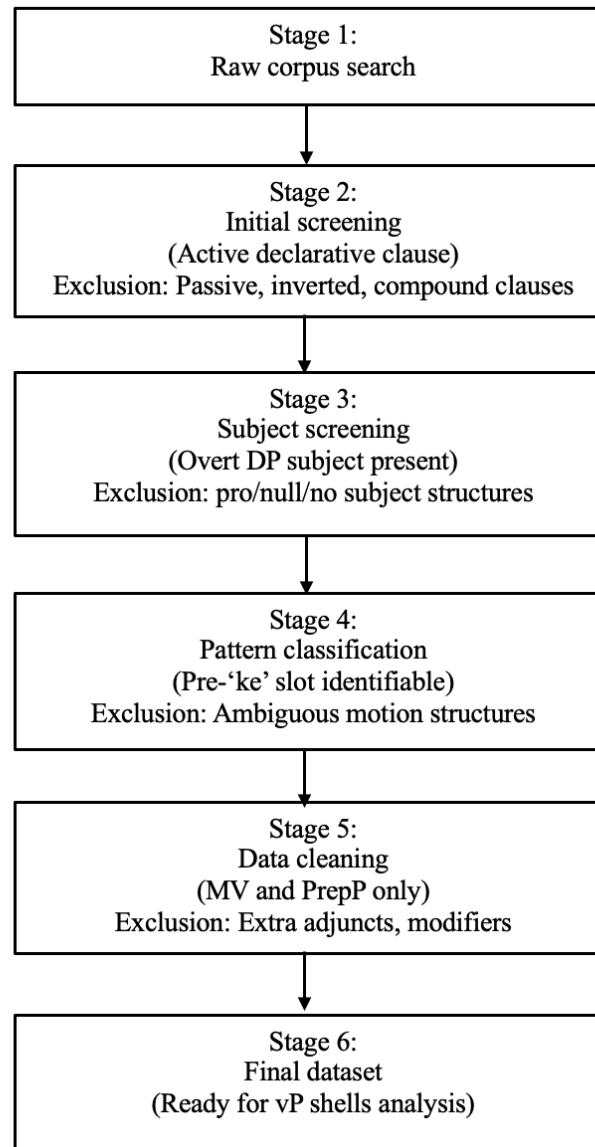 Stage 1:
Raw corpus search
Stage 2:
Initial screening
(Active declarative clause)
Exclusion: Passive, inverted, compound clauses
Stage 3:
Subject screening
(Overt DP subject present)
Exclusion: pro/null/no subject structures
Stage 4:
Pattern classification
(Pre-‘ke’ slot identifiable)
Exclusion: Ambiguous motion structures
Stage 5:
Data cleaning
(MV and PrepP only)
Exclusion: Extra adjuncts, modifiers
Stage 6:
Final dataset
(Ready for vP shells analysis)